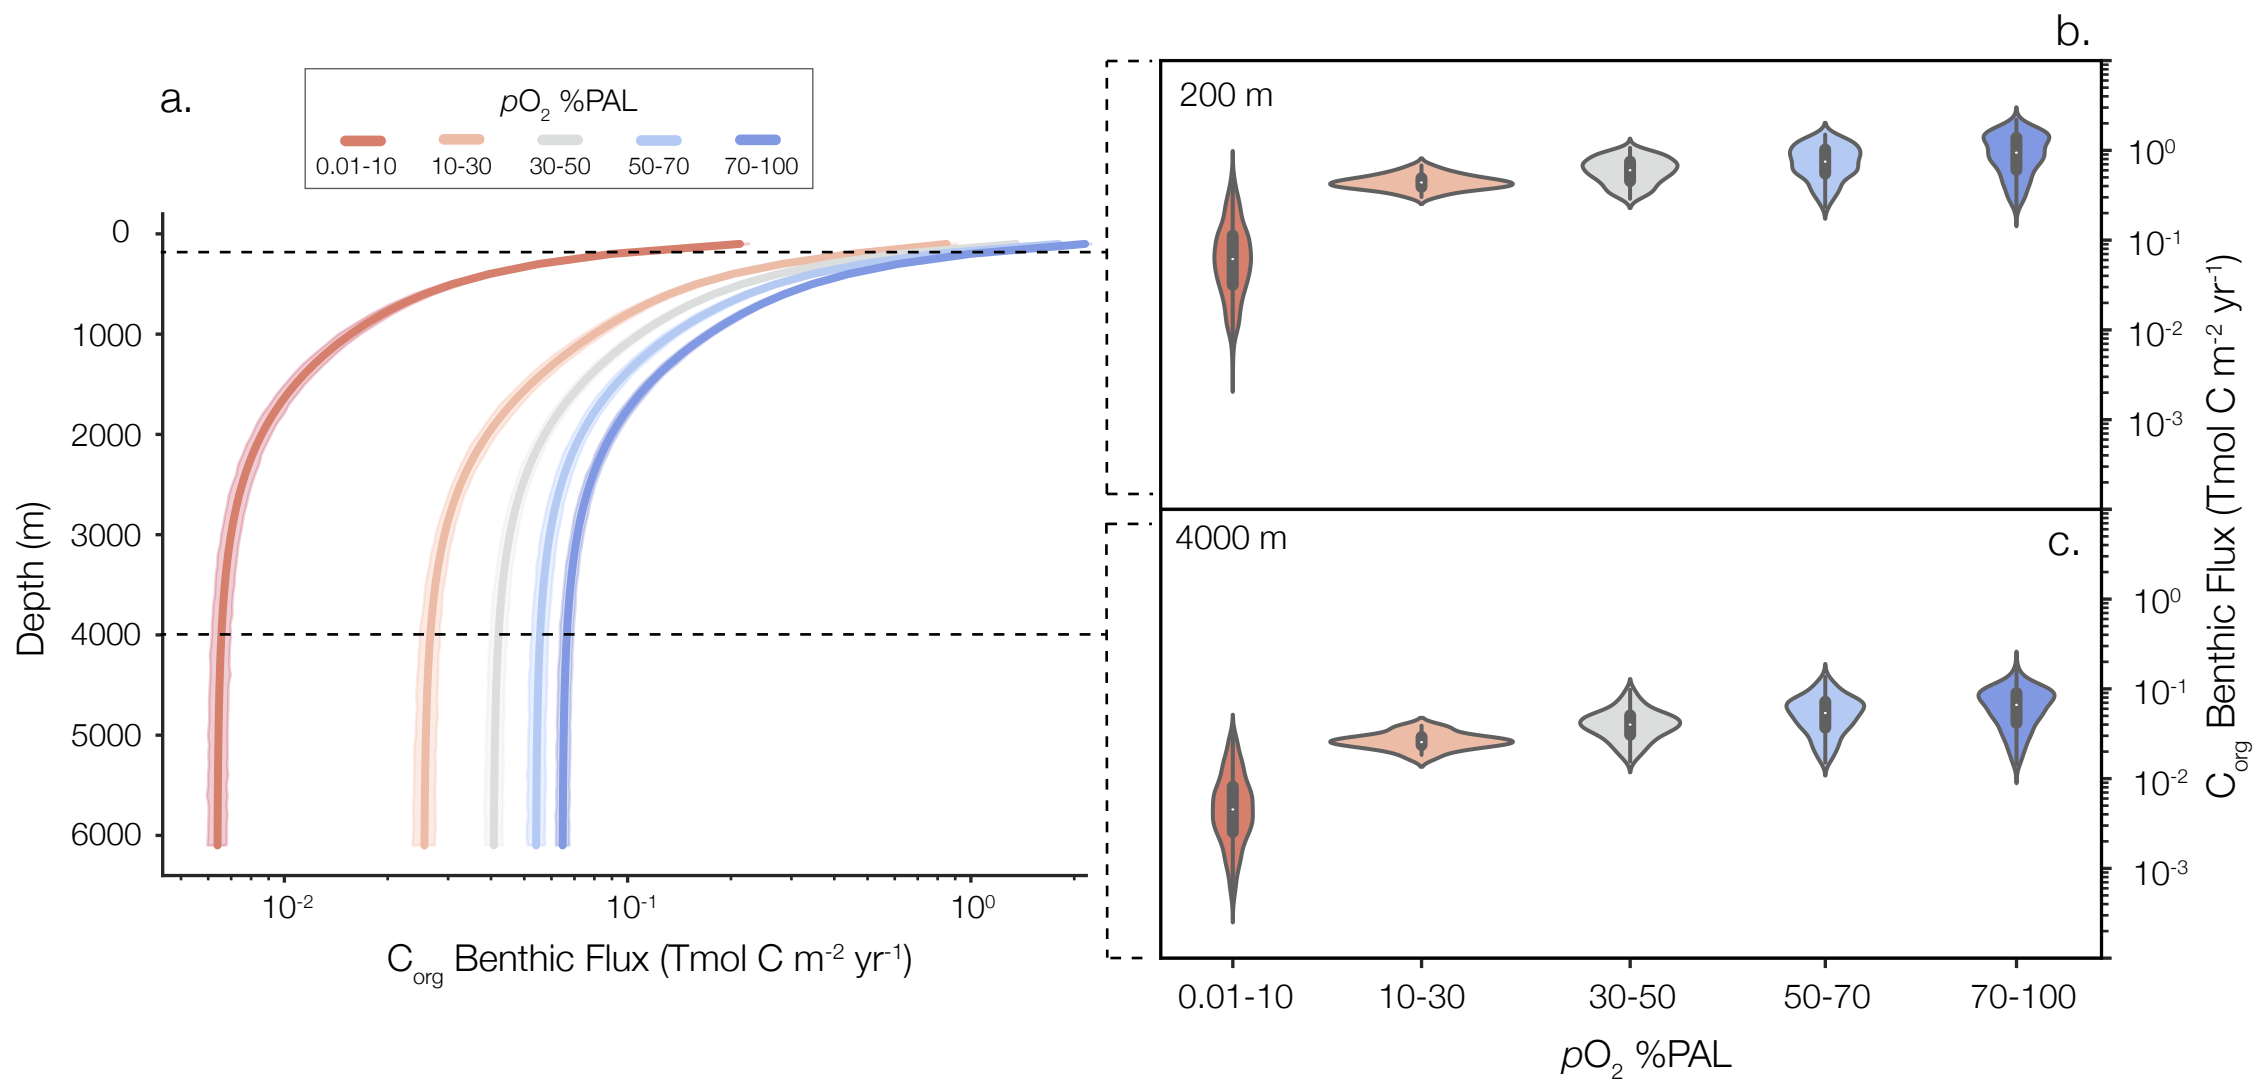 a.
pO2 %PAL
0.01-10 10-30 30-50 50-70 70-100
0
1000
2000
3000
4000
5000
6000
Depth (m)
10-2 10-1 100
Corg Benthic Flux (Tmol C m-2 yr-1)
b.
200 m
100
10-1
10-2
10-3
4000 m
c.
100
10-1
10-2
10-3
Corg Benthic Flux (Tmol C m-2 yr-1)
0.01-10 10-30 30-50 50-70 70-100
pO2 %PAL